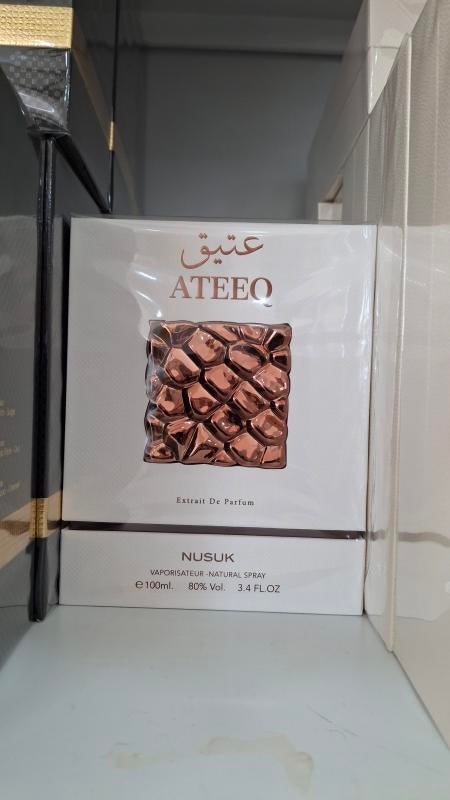 عتيق
ATEEQ
Extrait De Parfum
NUSUK
VAPORISATEUR -NATURAL SPRAY
℮100ml. 80% Vol. 3.4 FL.OZ